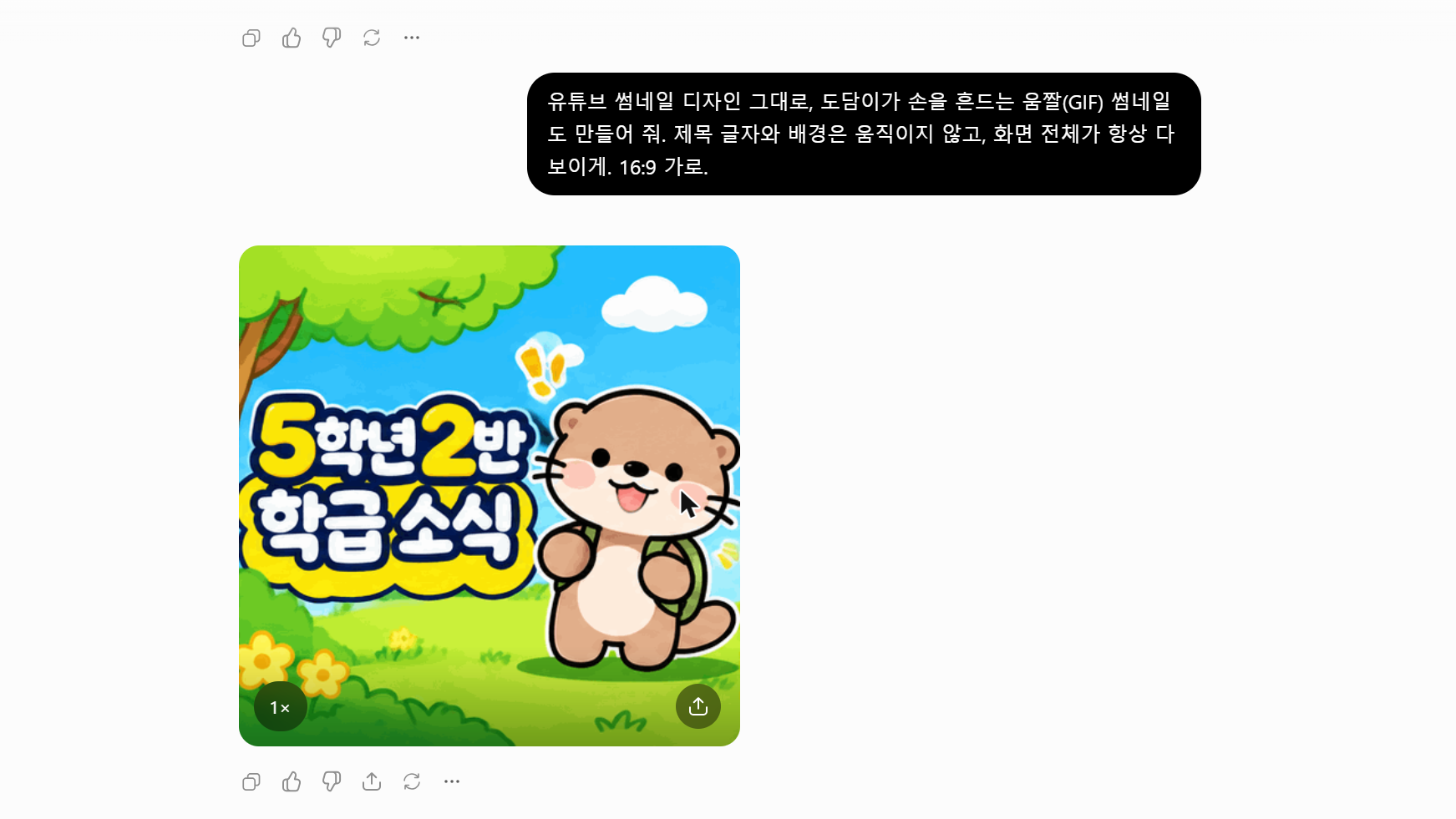 유튜브 썸네일 디자인 그대로, 도담이가 손을 흔드는 움짤(GIF) 썸네일
도 만들어 줘. 제목 글자와 배경은 움직이지 않고, 화면 전체가 항상 다
보이게. 16:9 가로.
5학년 2반
학급 소식
1×